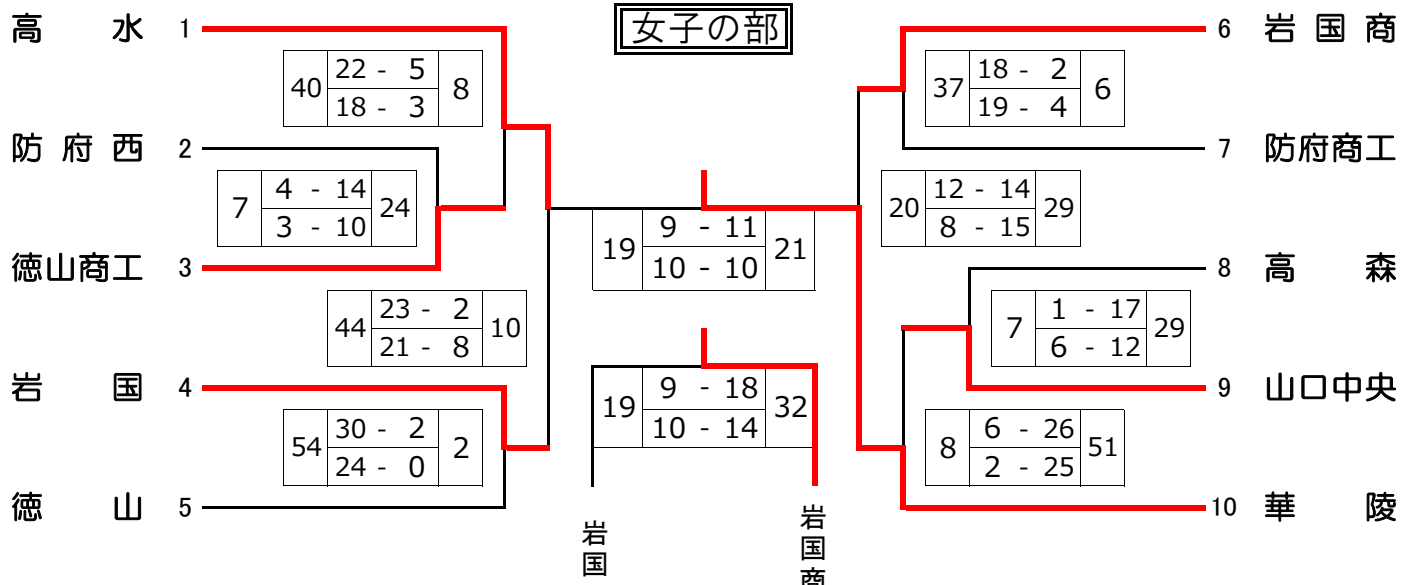 女子の部
高 水 1
40 22 - 5 8
18 - 3
防府西 2
7 4 - 14 24
3 - 10
徳山商工 3
44 23 - 2 10
21 - 8
岩 国 4
54 30 - 2 2
24 - 0
徳 山 5
19 9 - 11 21
10 - 10
19 9 - 18 32
10 - 14
岩国
岩国商
6 岩国商
37 18 - 2 6
19 - 4
7 防府商工
20 12 - 14 29
8 - 15
8 高 森
7 1 - 17 29
6 - 12
9 山口中央
8 6 - 26 51
2 - 25
10 華 陵